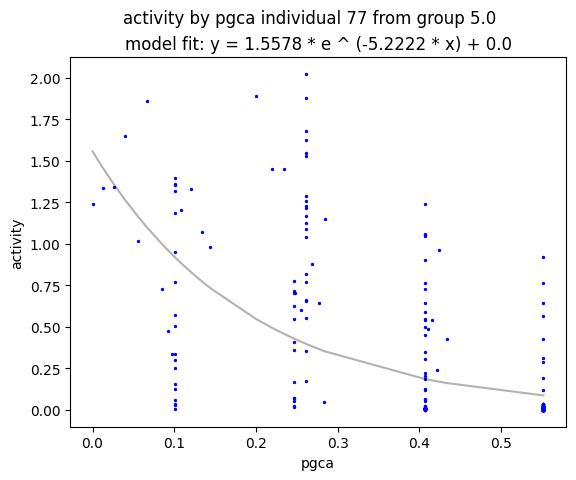 activity by pgca individual 77 from group 5.0
model fit: y = 1.5578 * e ^ (-5.2222 * x) + 0.0
2.00
1.75
1.50
1.25
1.00
0.75
0.50
0.25
0.00
activity
0.0 0.1 0.2 0.3 0.4 0.5
pgca